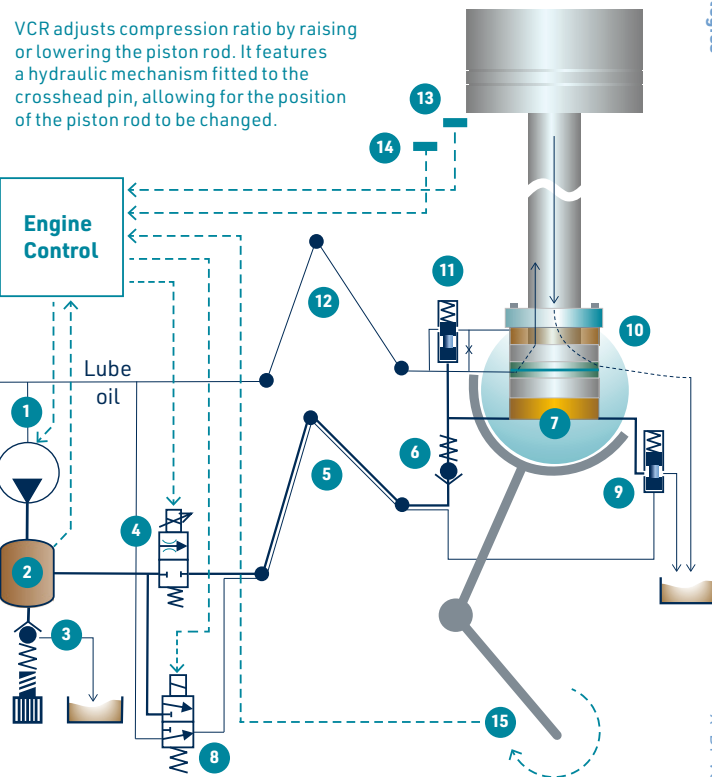 VCR adjusts compression ratio by raising
or lowering the piston rod. It features
a hydraulic mechanism fitted to the
crosshead pin, allowing for the position
of the piston rod to be changed.
13
14
Engine
Control
11
12
10
Lube
oil
1
7
6
5
9
4
2
3
15
8